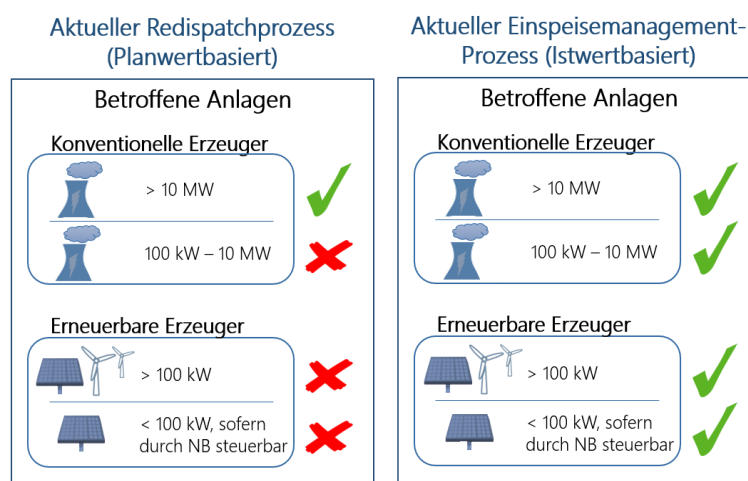 Aktueller Redispatchprozess
(Planwertbasiert)
Betroffene Anlagen
Konventionelle Erzeuger
> 10 MW
100 kW – 10 MW
Erneuerbare Erzeuger
> 100 kW
< 100 kW, sofern
durch NB steuerbar
Aktueller Einspeisemanagement-
Prozess (Istwertbasiert)
Betroffene Anlagen
Konventionelle Erzeuger
> 10 MW
100 kW – 10 MW
Erneuerbare Erzeuger
> 100 kW
< 100 kW, sofern
durch NB steuerbar